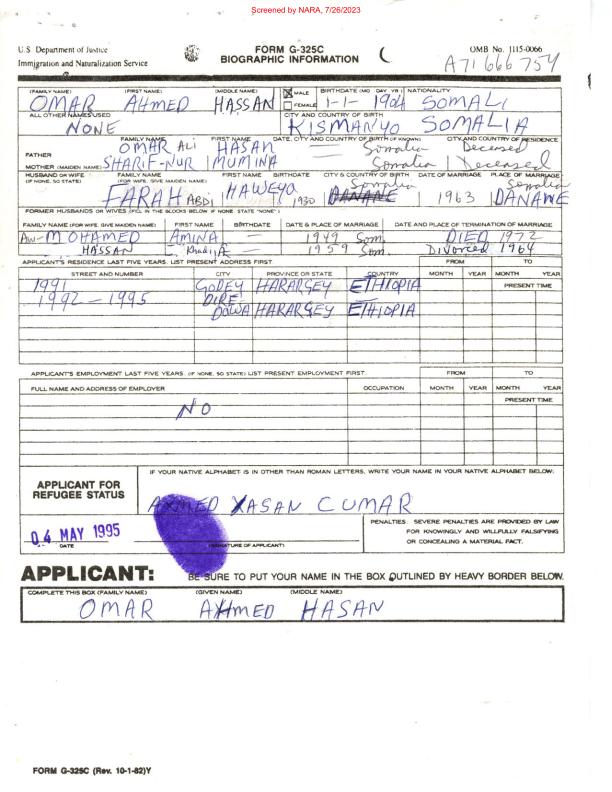 Screened by NARA, 7/26/2023
U.S. Department of Justice
Immigration and Naturalization Service
FORM G-325C
BIOGRAPHIC INFORMATION
OMB No. 1115-0066
A71 666 754
(FAMILY NAME) (FIRST NAME) (MIDDLE NAME) MALE BIRTHDATE (MO. DAY YR.) NATIONALITY
OMAR AHMED HASSAN FEMALE 1-1-1904 SOMALI
ALL OTHER NAMES USED CITY AND COUNTRY OF BIRTH
NONE KISMANYO SOMALIA
FAMILY NAME FIRST NAME DATE, CITY AND COUNTRY OF BIRTH (IF KNOWN) CITY AND COUNTRY OF RESIDENCE
FATHER OMAR ALI HASAN — Somalia Deceased
MOTHER (MAIDEN NAME) SHARIF-NUR MUMINA — Somalia Deceased
HUSBAND OR WIFE (IF NONE, SO STATE) FAMILY NAME (FOR WIFE, GIVE MAIDEN NAME) FIRST NAME BIRTHDATE CITY & COUNTRY OF BIRTH DATE OF MARRIAGE PLACE OF MARRIAGE
FARAH ABDI HAWEYA 1930 Somalia DANANE 1963 Somalia DANANE
FORMER HUSBANDS OR WIVES (FILL IN THE BLOCKS BELOW IF NONE, STATE "NONE")
FAMILY NAME (FOR WIFE, GIVE MAIDEN NAME) FIRST NAME BIRTHDATE DATE & PLACE OF MARRIAGE DATE AND PLACE OF TERMINATION OF MARRIAGE
AW-MOHAMED AMINA — 1949 Som. DIED 1972
HASSAN KhadijA — 1959 Som. Divorced 1964
APPLICANT'S RESIDENCE LAST FIVE YEARS. LIST PRESENT ADDRESS FIRST. FROM TO
STREET AND NUMBER CITY PROVINCE OR STATE COUNTRY MONTH YEAR MONTH YEAR
1991 GODEY HARARGEY ETHIOPIA PRESENT TIME
1992-1995 DIRE DOWA HARARGEY ETHIOPIA
APPLICANT'S EMPLOYMENT LAST FIVE YEARS. (IF NONE, SO STATE) LIST PRESENT EMPLOYMENT FIRST. FROM TO
FULL NAME AND ADDRESS OF EMPLOYER OCCUPATION MONTH YEAR MONTH YEAR
PRESENT TIME
NO
IF YOUR NATIVE ALPHABET IS IN OTHER THAN ROMAN LETTERS, WRITE YOUR NAME IN YOUR NATIVE ALPHABET BELOW:
APPLICANT FOR
REFUGEE STATUS
AXMED XASAN CUMAR
04 MAY 1995
DATE
(SIGNATURE OF APPLICANT)
PENALTIES: SEVERE PENALTIES ARE PROVIDED BY LAW
FOR KNOWINGLY AND WILLFULLY FALSIFYING
OR CONCEALING A MATERIAL FACT.
APPLICANT: BE SURE TO PUT YOUR NAME IN THE BOX OUTLINED BY HEAVY BORDER BELOW.
COMPLETE THIS BOX (FAMILY NAME) (GIVEN NAME) (MIDDLE NAME)
OMAR AHMED HASAN
FORM G-325C (Rev. 10-1-82)Y